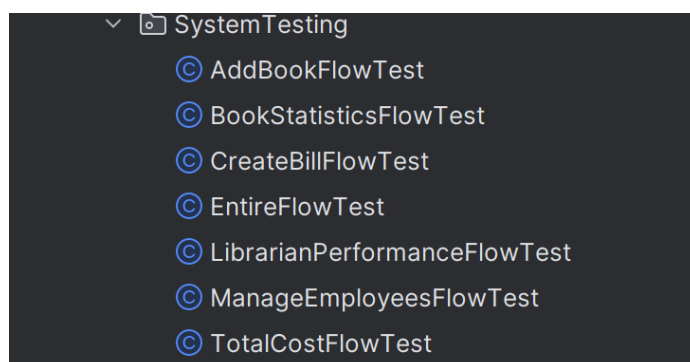 SystemTesting
AddBookFlowTest
BookStatisticsFlowTest
CreateBillFlowTest
EntireFlowTest
LibrarianPerformanceFlowTest
ManageEmployeesFlowTest
TotalCostFlowTest